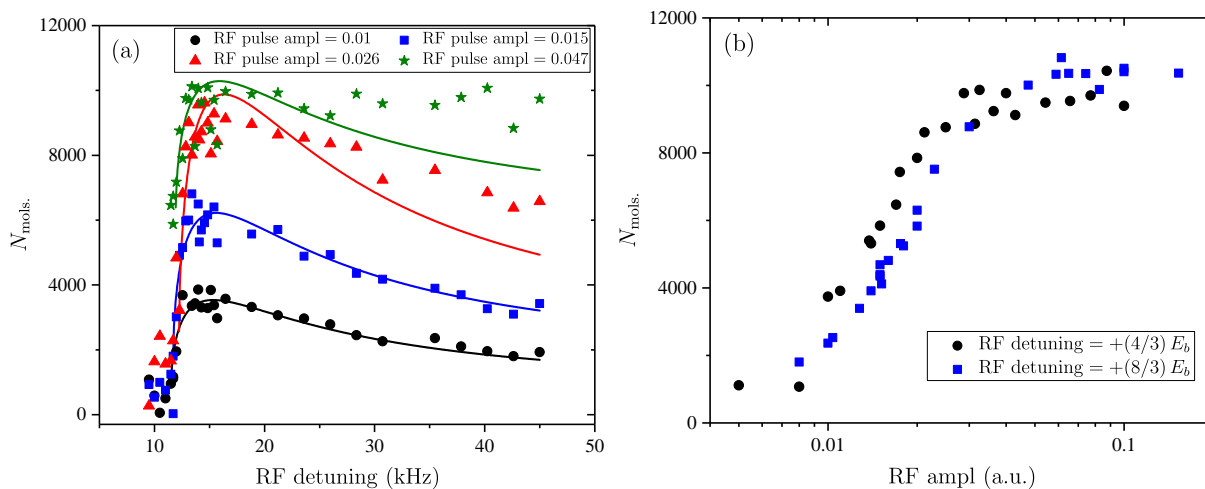 (a)
RF pulse ampl = 0.01 RF pulse ampl = 0.015
RF pulse ampl = 0.026 RF pulse ampl = 0.047
12000
8000
4000
0
N_mols.
10 20 30 40 50
RF detuning (kHz)
(b)
12000
8000
4000
0
N_mols.
RF detuning = +(4/3) E_b
RF detuning = +(8/3) E_b
0.01 0.1
RF ampl (a.u.)